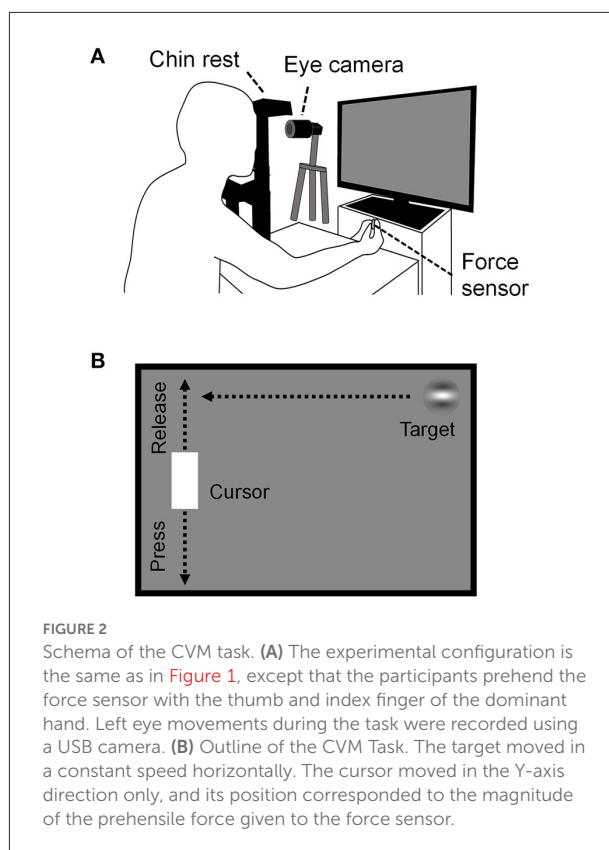 A
Chin rest
Eye camera
Force
sensor
B
Release
Target
Cursor
Press
FIGURE 2
Schema of the CVM task. (A) The experimental configuration is
the same as in Figure 1, except that the participants prehend the
force sensor with the thumb and index finger of the dominant
hand. Left eye movements during the task were recorded using
a USB camera. (B) Outline of the CVM Task. The target moved in
a constant speed horizontally. The cursor moved in the Y-axis
direction only, and its position corresponded to the magnitude
of the prehensile force given to the force sensor.